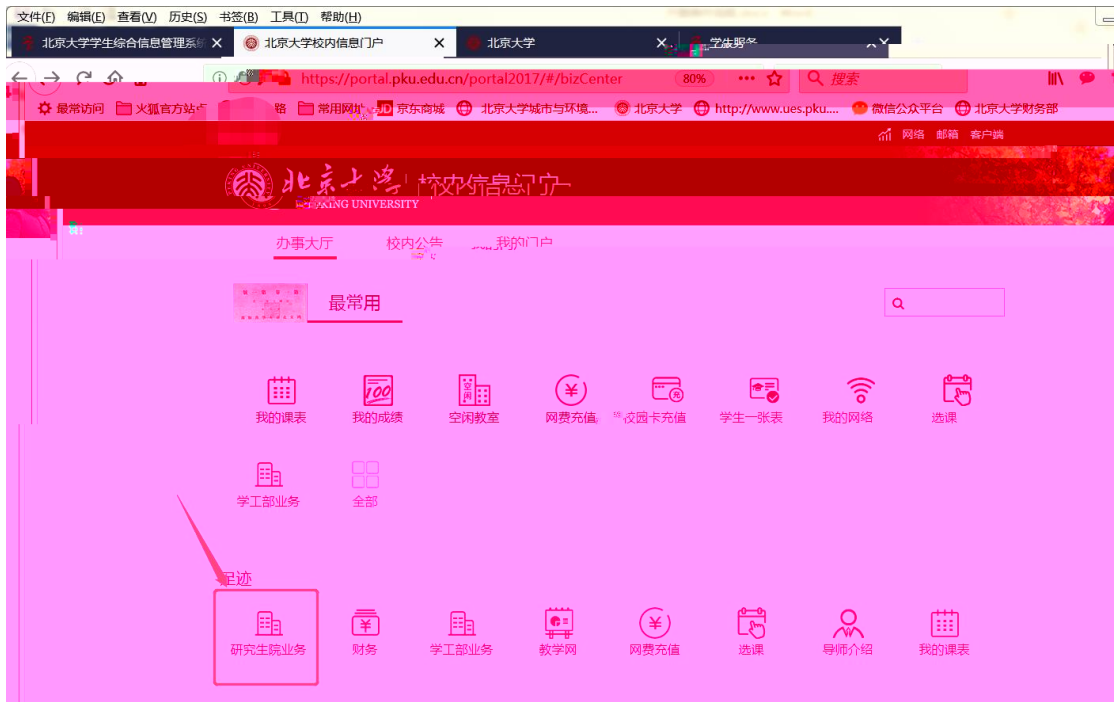 文件(F) 编辑(E) 查看(V) 历史(S) 书签(B) 工具(T) 帮助(H)
北京大学学生综合信息管理系统 北京大学校内信息门户 北京大学
https://portal.pku.edu.cn/portal2017/#/bizCenter 80% 搜索
最常访问 火狐官方站点 常用网址 京东商城 北京大学城市与环境... 北京大学 http://www.ues.pku.... 微信公众平台 北京大学财务部
网络 邮箱 客户端
北京大学 校内信息门户
UNIVERSITY
办事大厅 校内公告 我的门户
最常用
我的课表 我的成绩 空闲教室 网费充值 校园卡充值 学生一张表 我的网络 选课
学工部业务 全部
足迹
研究生院业务 财务 学工部业务 教学网 网费充值 选课 导师介绍 我的课表